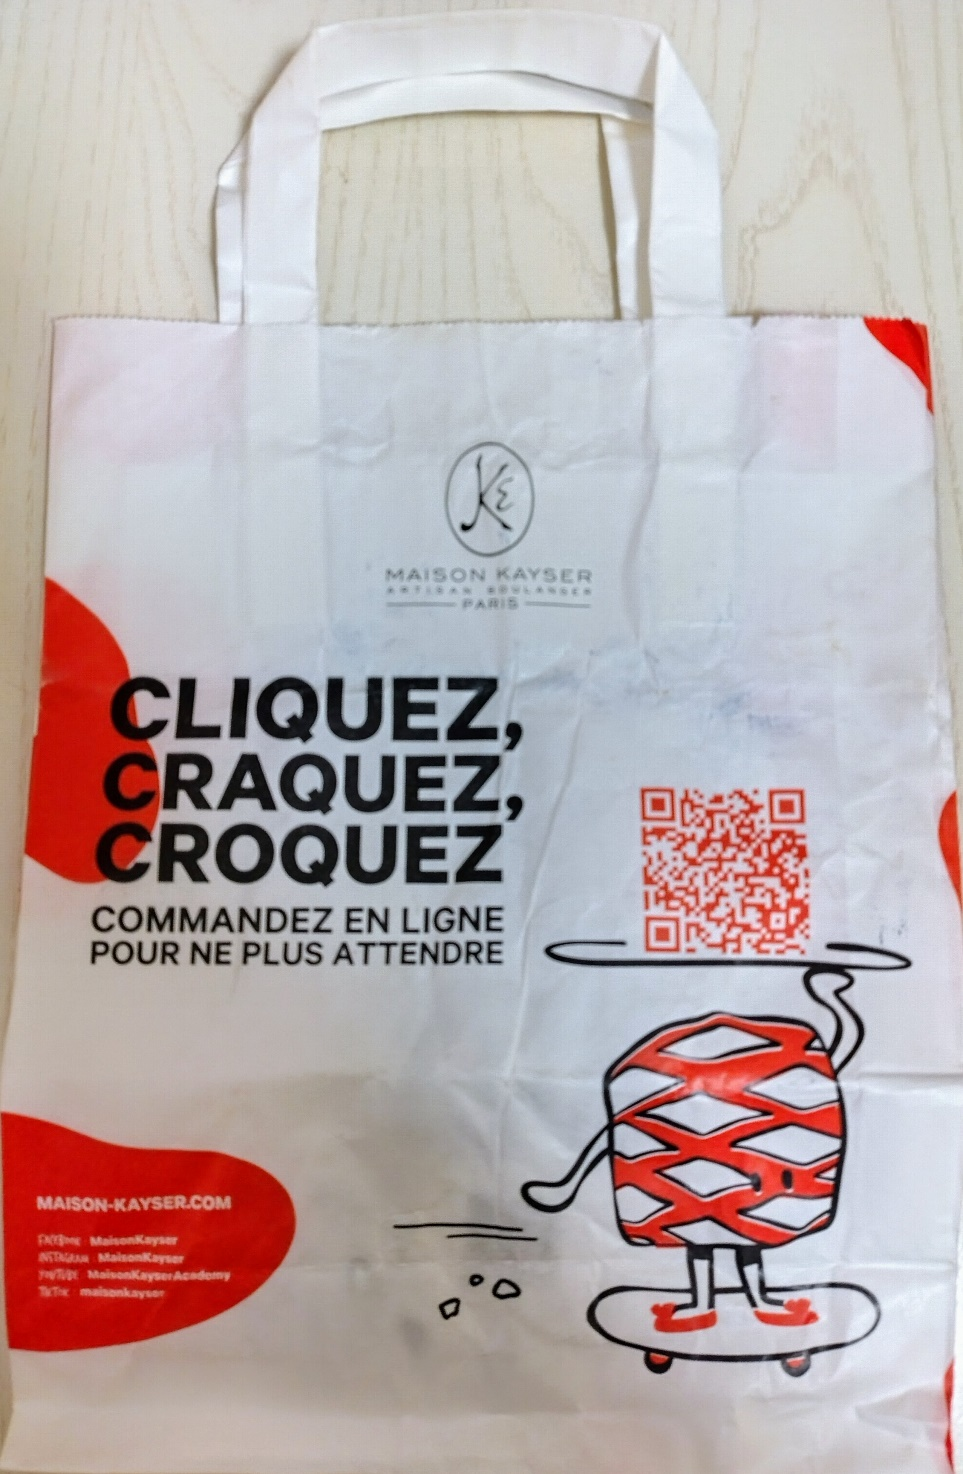 KE
MAISON KAYSER
ARTISAN BOULANGER
PARIS
CLIQUEZ,
CRAQUEZ,
CROQUEZ
COMMANDEZ EN LIGNE
POUR NE PLUS ATTENDRE
MAISON-KAYSER.COM
FACEBOOK : MaisonKayser
INSTAGRAM : MaisonKayser
YOUTUBE : MaisonKayserAcademy
TIKTOK : maisonkayser